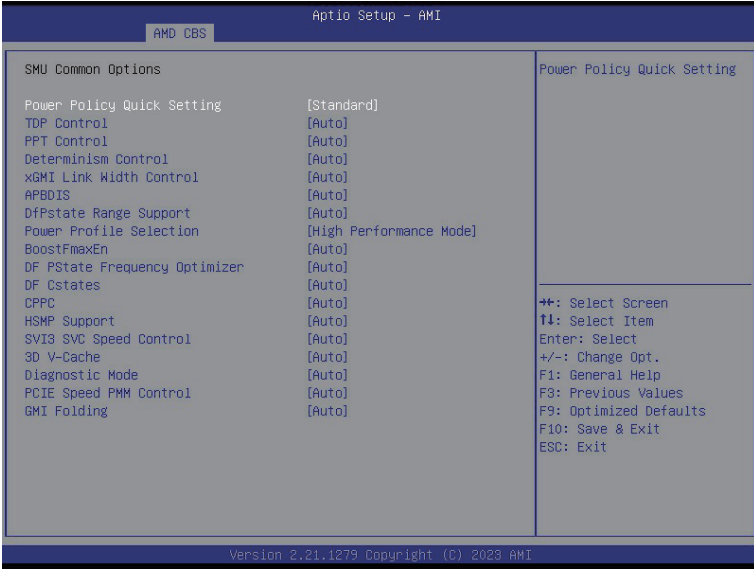 Aptio Setup – AMI
AMD CBS
SMU Common Options
Power Policy Quick Setting [Standard]
TDP Control [Auto]
PPT Control [Auto]
Determinism Control [Auto]
xGMI Link Width Control [Auto]
APBDIS [Auto]
DfPstate Range Support [Auto]
Power Profile Selection [High Performance Mode]
BoostFmaxEn [Auto]
DF PState Frequency Optimizer [Auto]
DF Cstates [Auto]
CPPC [Auto]
HSMP Support [Auto]
SVI3 SVC Speed Control [Auto]
3D V-Cache [Auto]
Diagnostic Mode [Auto]
PCIE Speed PMM Control [Auto]
GMI Folding [Auto]
Power Policy Quick Setting
→←: Select Screen
↑↓: Select Item
Enter: Select
+/-: Change Opt.
F1: General Help
F3: Previous Values
F9: Optimized Defaults
F10: Save & Exit
ESC: Exit
Version 2.21.1279 Copyright (C) 2023 AMI